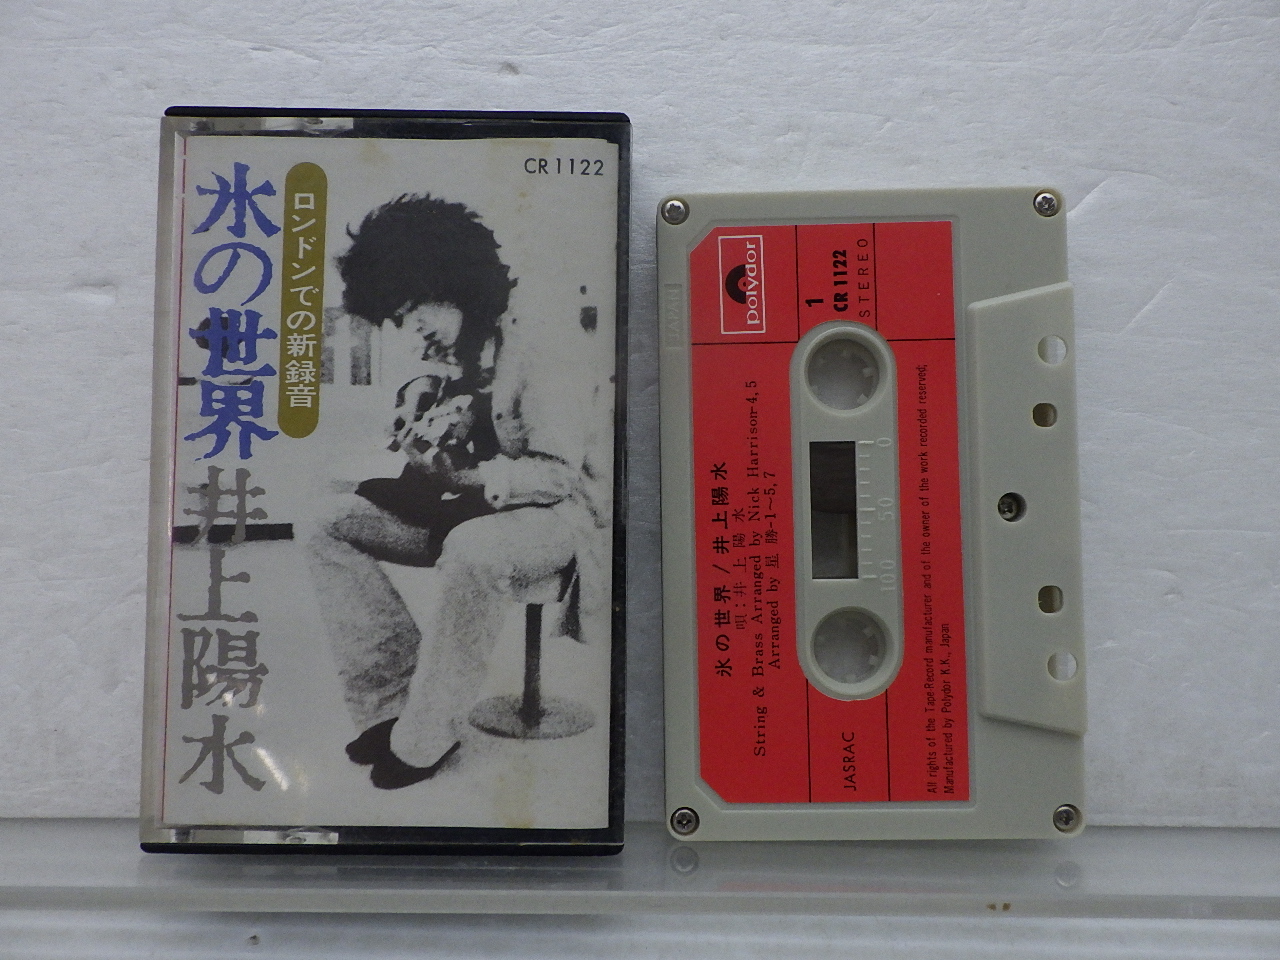 CR1122
ロンドンでの新録音
氷の世界
井上陽水
polydor
1
CR 1122
STEREO
氷の世界/井上陽水
唄:井上陽水
String & Brass Arranged by Nick Harrison-4,5
Arranged by 星 勝-1~5,7
0
50
100
JASRAC
All rights of the Tape-Record manufacturer and of the owner of the work recorded reserved;
Manufactured by Polydor K.K., Japan
JAPAN